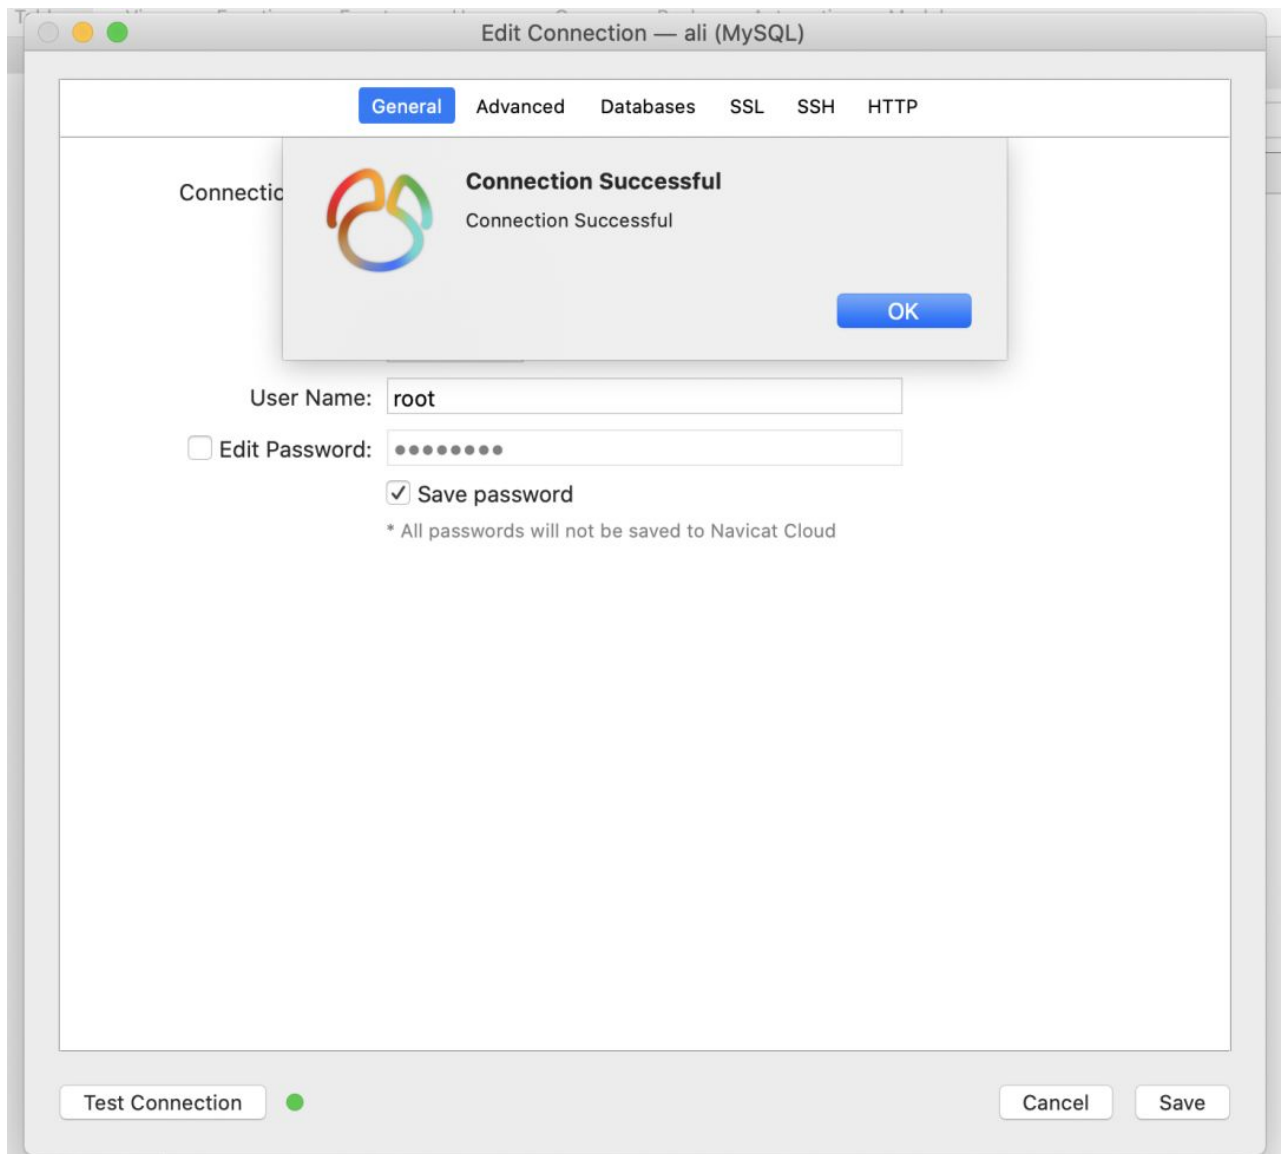 Edit Connection — ali (MySQL)
General Advanced Databases SSL SSH HTTP
Connection Successful
Connection Successful
OK
User Name: root
Edit Password: ••••••••
Save password
* All passwords will not be saved to Navicat Cloud
Test Connection Cancel Save